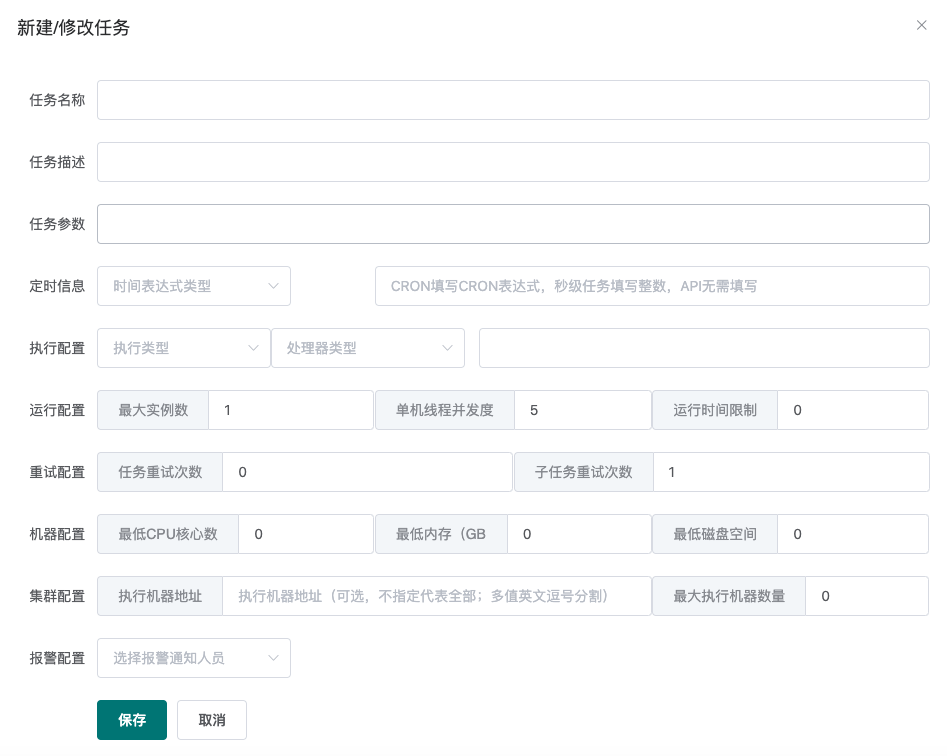 新建/修改任务
任务名称
任务描述
任务参数
定时信息 时间表达式类型 CRON填写CRON表达式，秒级任务填写整数，API无需填写
执行配置 执行类型 处理器类型
运行配置 最大实例数 1 单机线程并发度 5 运行时间限制 0
重试配置 任务重试次数 0 子任务重试次数 1
机器配置 最低CPU核心数 0 最低内存（GB 0 最低磁盘空间 0
集群配置 执行机器地址 执行机器地址（可选，不指定代表全部；多值英文逗号分割） 最大执行机器数量 0
报警配置 选择报警通知人员
保存 取消